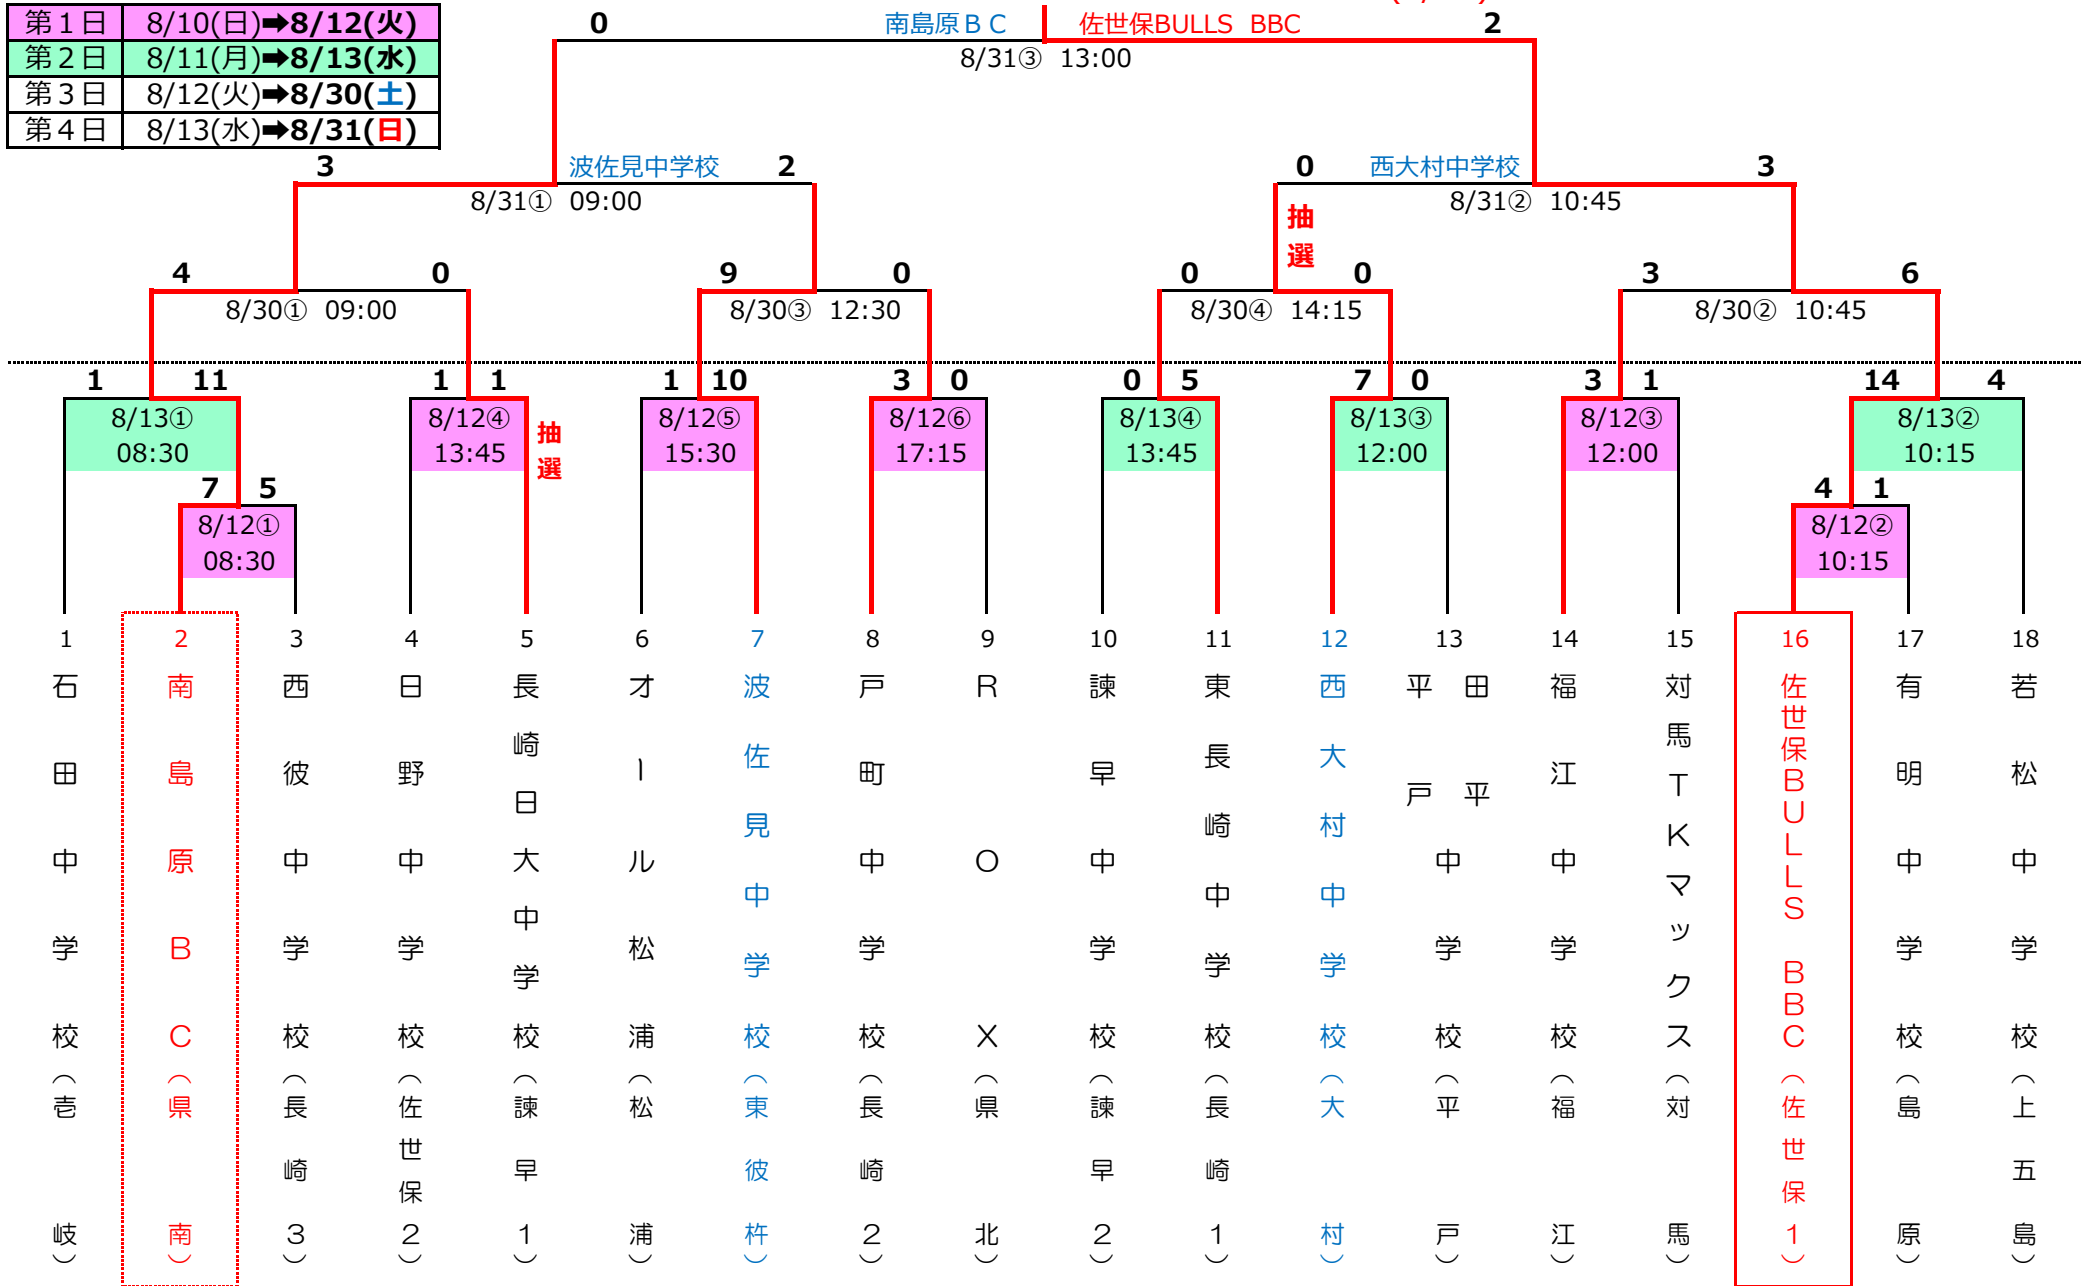 第1日 8/10(日)➡8/12(火)
第2日 8/11(月)➡8/13(水)
第3日 8/12(火)➡8/30(土)
第4日 8/13(水)➡8/31(日)
0 南島原BC 佐世保BULLS BBC 2
8/31③ 13:00
3 波佐見中学校 2
8/31① 09:00
0 西大村中学校 3
8/31② 10:45
抽選
4 0
8/30① 09:00
9 0
8/30③ 12:30
0 0
8/30④ 14:15
3 6
8/30② 10:45
1 11
8/13①
08:30
1 1
8/12④
13:45
抽選
1 10
8/12⑤
15:30
3 0
8/12⑥
17:15
0 5
8/13④
13:45
7 0
8/13③
12:00
3 1
8/12③
12:00
14 4
8/13②
10:15
7 5
8/12①
08:30
4 1
8/12②
10:15
1 石田中学校(壱岐)
2 南島原BC(県南)
3 西彼中学校(長崎3)
4 日野中学校(佐世保2)
5 長崎日大中学校(諫早1)
6 オール松浦(松浦)
7 波佐見中学校(東彼杵)
8 戸町中学校(長崎2)
9 ROX(県北)
10 諫早中学校(諫早2)
11 東長崎中学校(長崎1)
12 西大村中学校(大村)
13 田平平戸中学校(平戸)
14 福江中学校(福江)
15 対馬TKマックス(対馬)
16 佐世保BULLS BBC(佐世保1)
17 有明中学校(島原)
18 若松中学校(上五島)